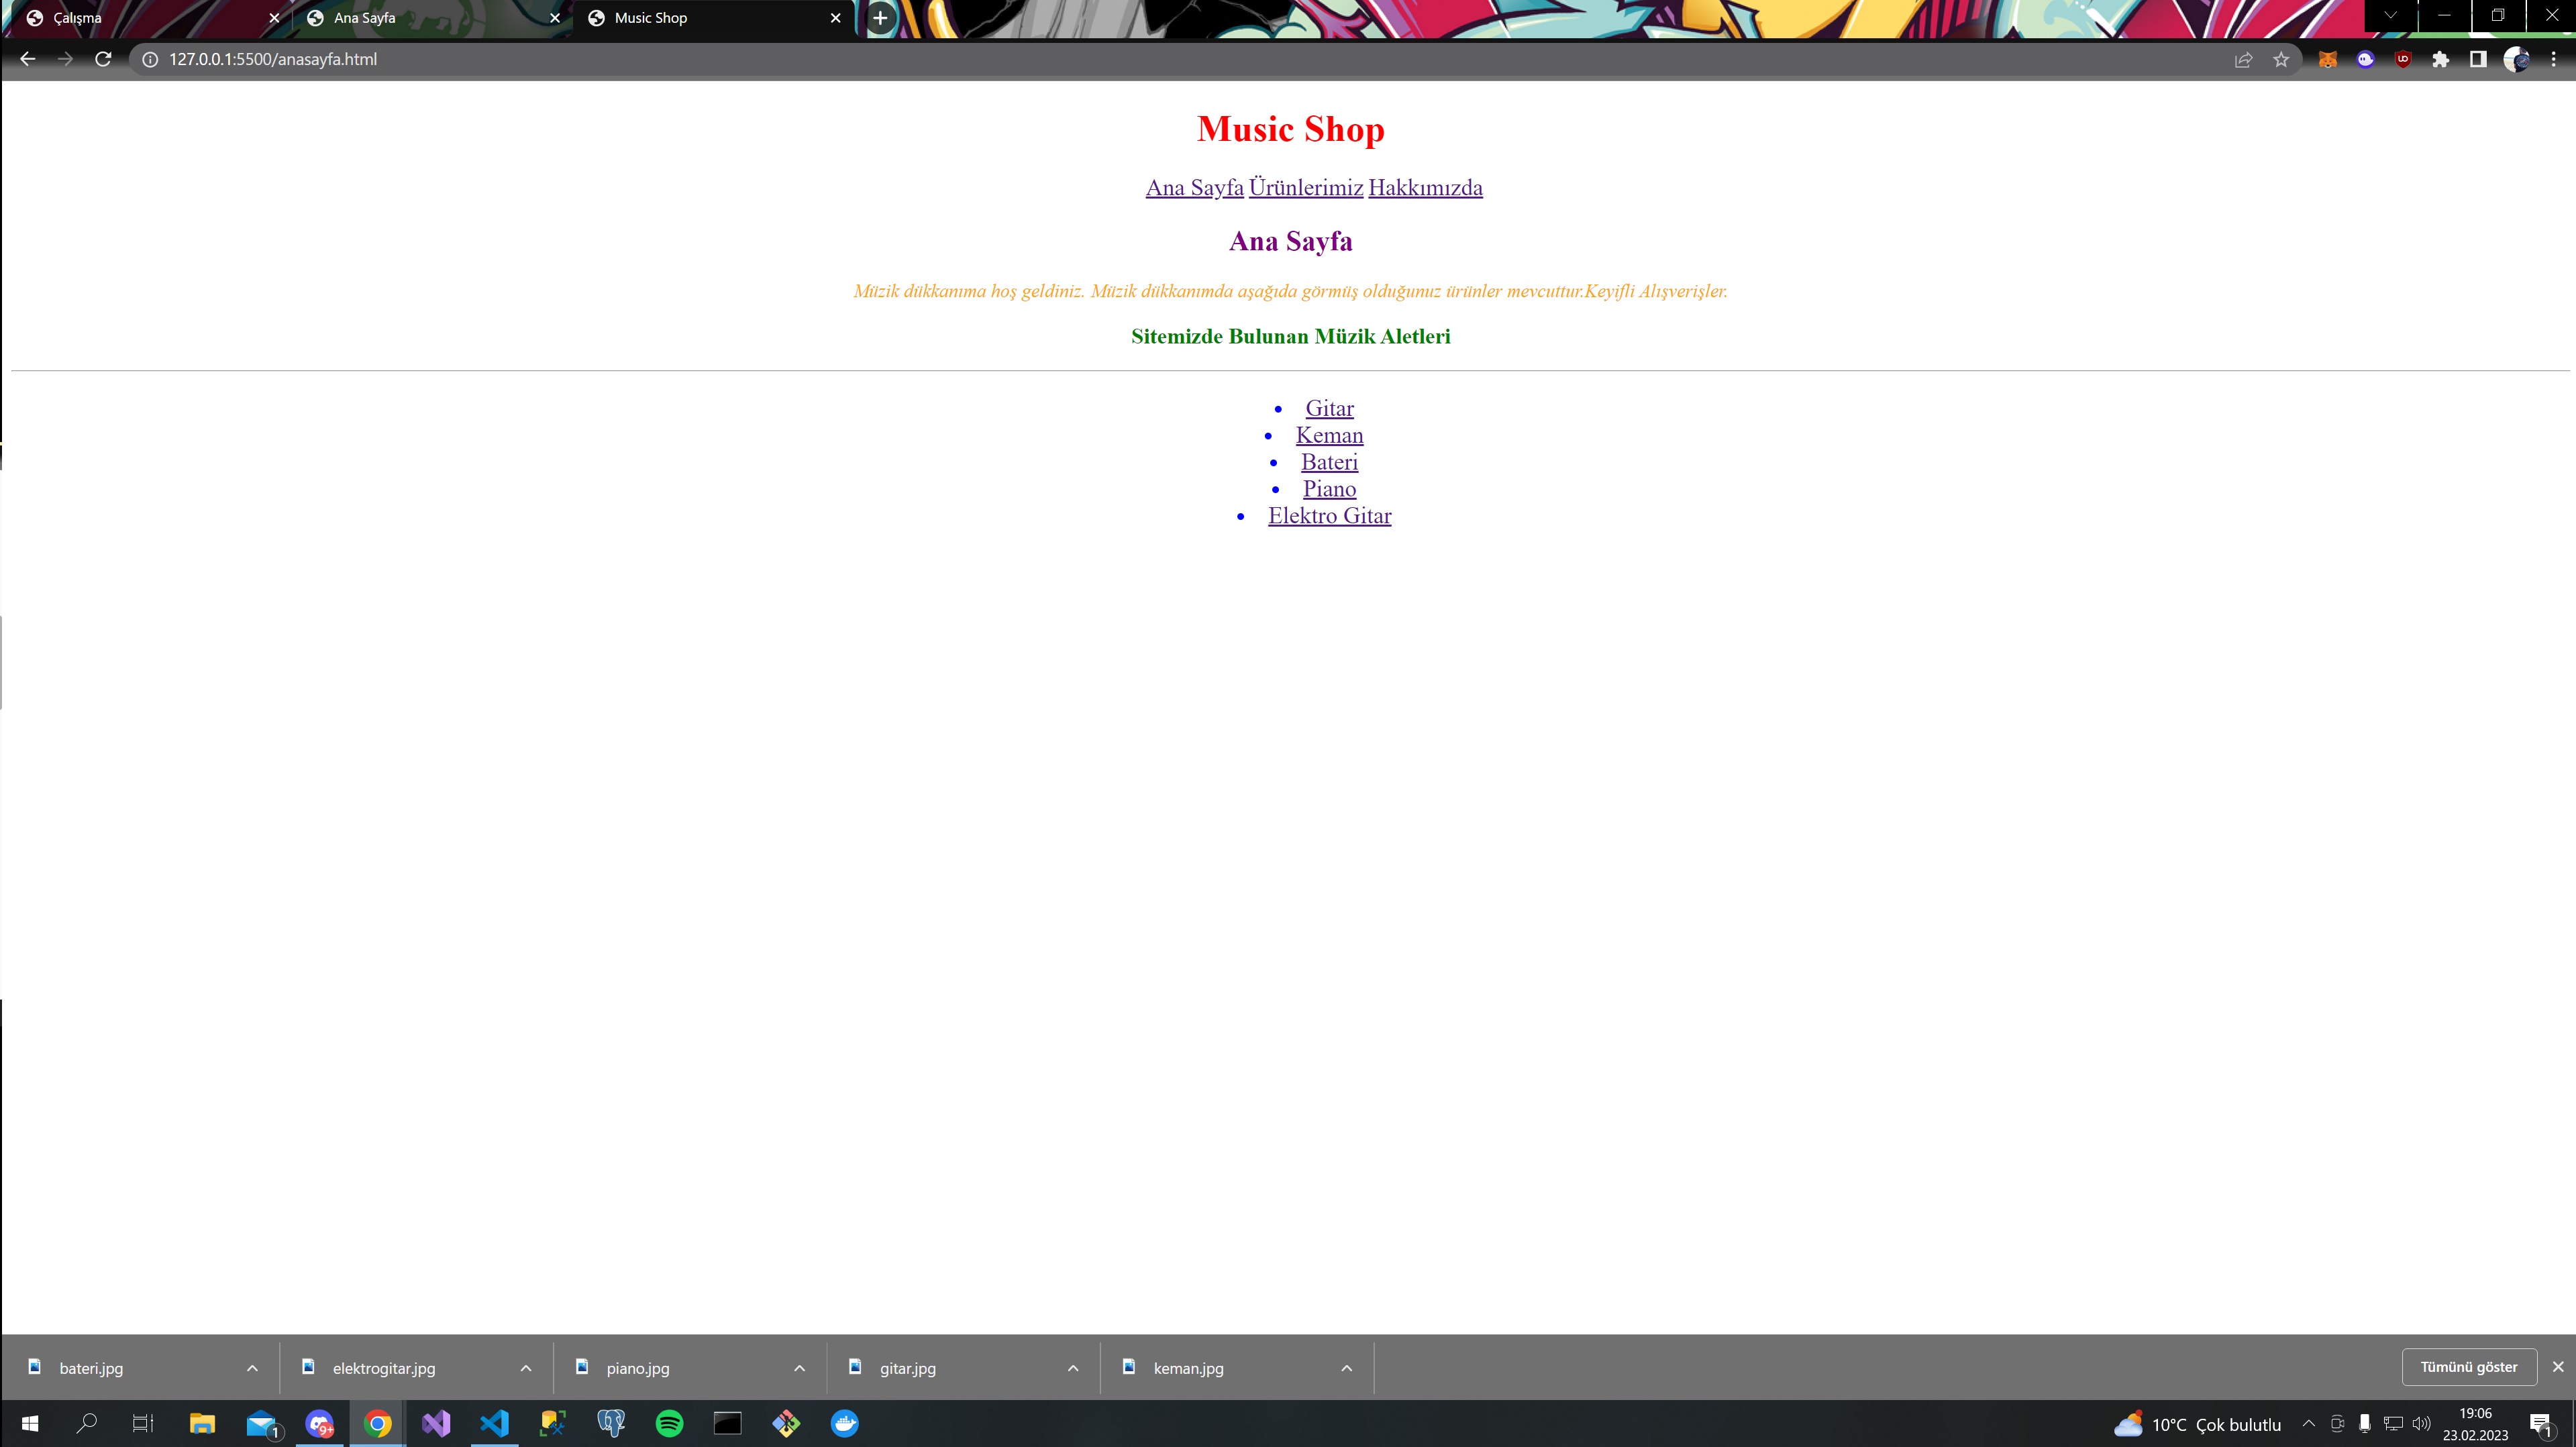 Çalışma
Ana Sayfa
Music Shop
127.0.0.1:5500/anasayfa.html
Music Shop
Ana Sayfa Ürünlerimiz Hakkımızda
Ana Sayfa
Müzik dükkanıma hoş geldiniz. Müzik dükkanımda aşağıda görmüş olduğunuz ürünler mevcuttur.Keyifli Alışverişler.
Sitemizde Bulunan Müzik Aletleri
Gitar
Keman
Bateri
Piano
Elektro Gitar
bateri.jpg
elektrogitar.jpg
piano.jpg
gitar.jpg
keman.jpg
Tümünü göster
1
9+
10°C Çok bulutlu
19:06
23.02.2023
1